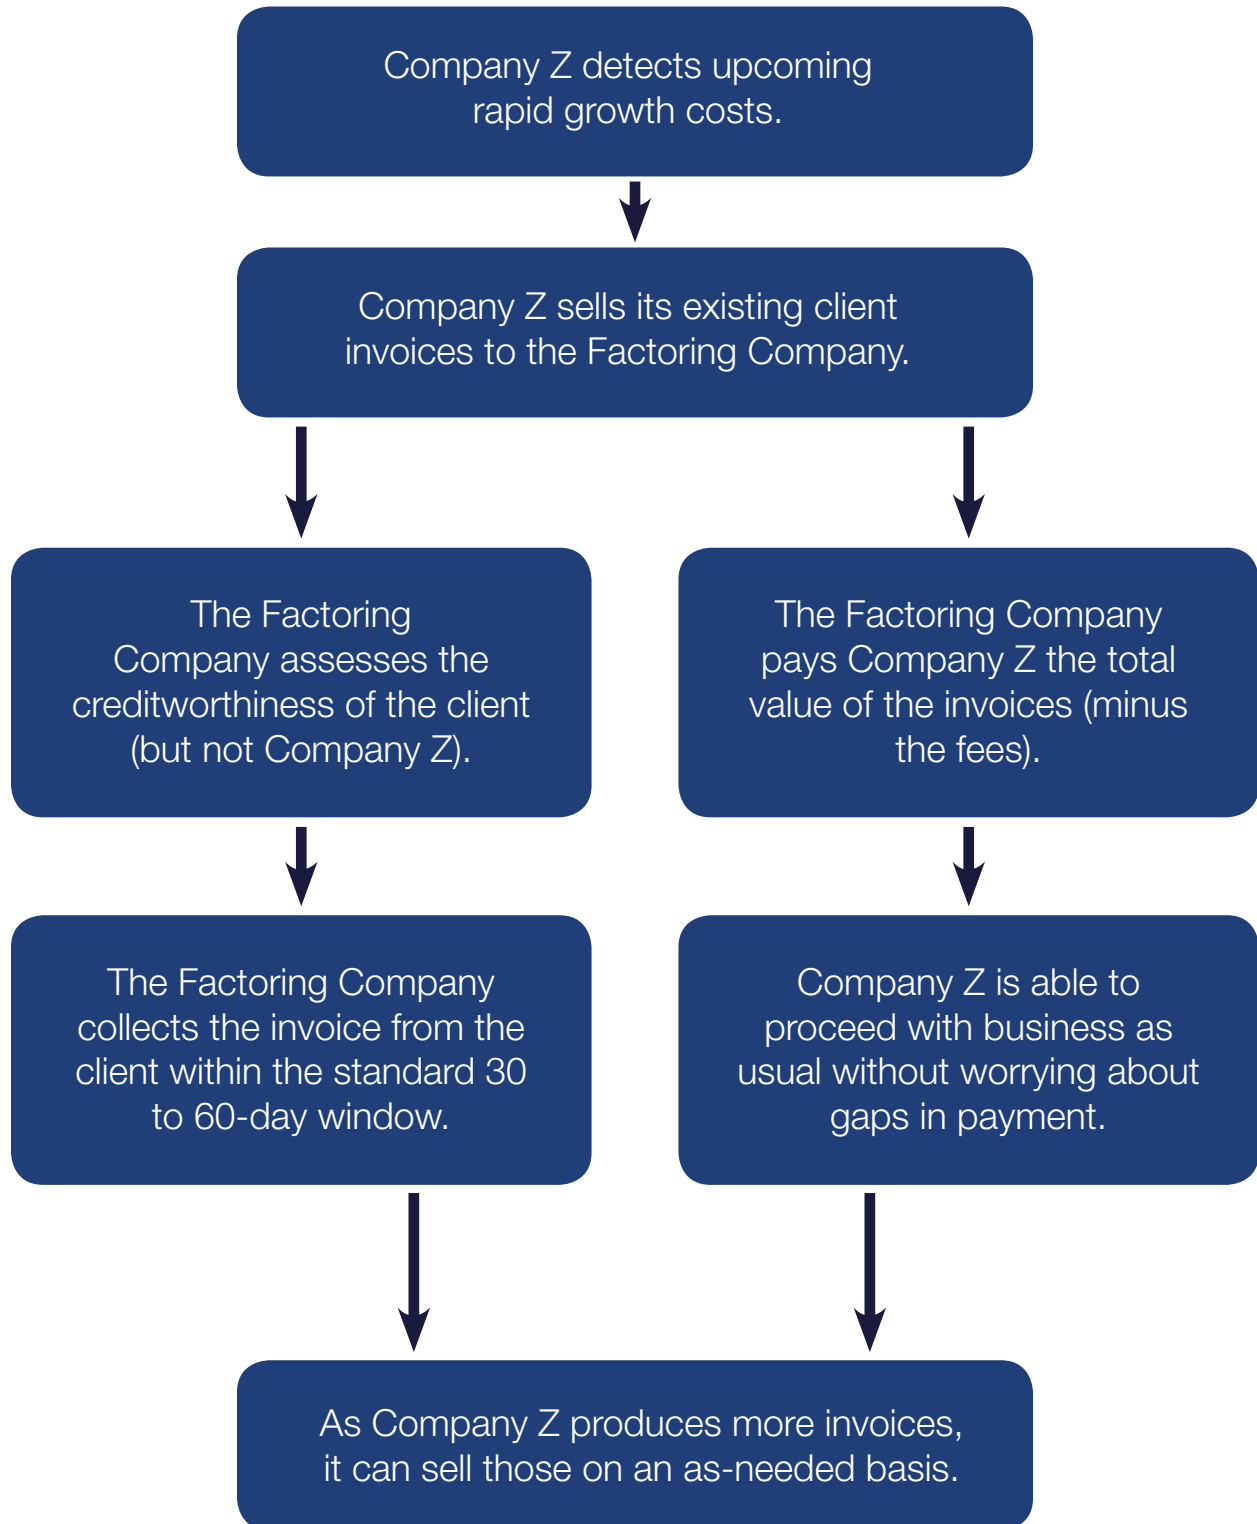 Company Z detects upcoming
rapid growth costs.
Company Z sells its existing client
invoices to the Factoring Company.
The Factoring
Company assesses the
creditworthiness of the client
(but not Company Z).
The Factoring Company
pays Company Z the total
value of the invoices (minus
the fees).
The Factoring Company
collects the invoice from the
client within the standard 30
to 60-day window.
Company Z is able to
proceed with business as
usual without worrying about
gaps in payment.
As Company Z produces more invoices,
it can sell those on an as-needed basis.